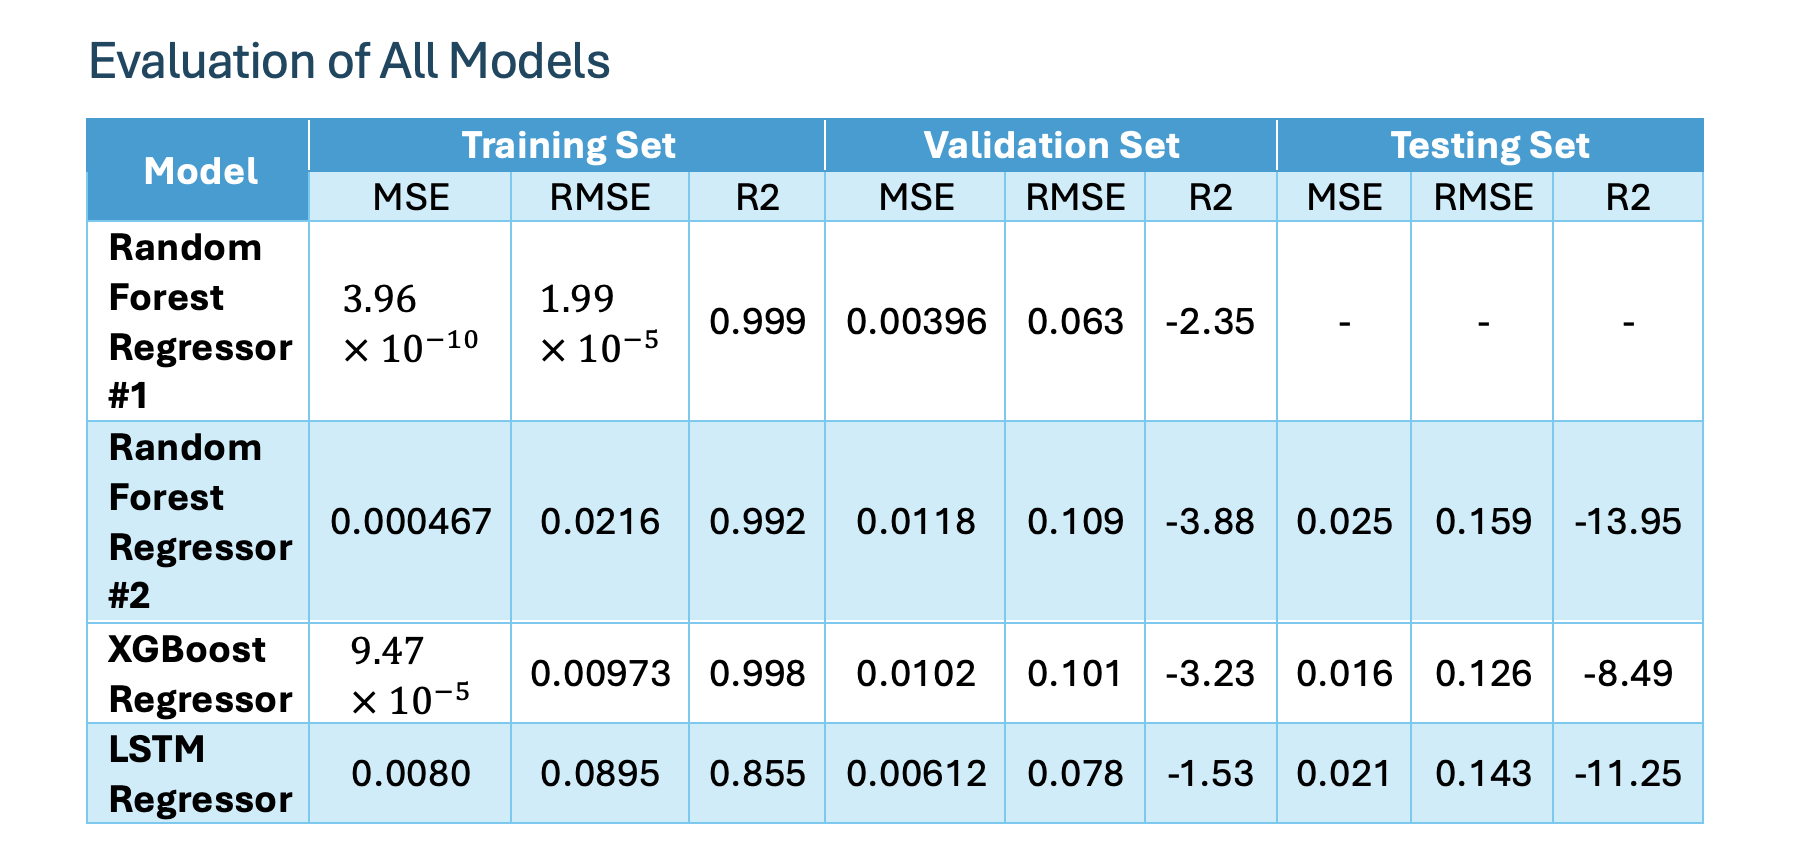 Evaluation of All Models
Model Training Set Validation Set Testing Set
MSE RMSE R2 MSE RMSE R2 MSE RMSE R2
Random Forest Regressor #1 3.96 × 10⁻¹⁰ 1.99 × 10⁻⁵ 0.999 0.00396 0.063 -2.35 - - -
Random Forest Regressor #2 0.000467 0.0216 0.992 0.0118 0.109 -3.88 0.025 0.159 -13.95
XGBoost Regressor 9.47 × 10⁻⁵ 0.00973 0.998 0.0102 0.101 -3.23 0.016 0.126 -8.49
LSTM Regressor 0.0080 0.0895 0.855 0.00612 0.078 -1.53 0.021 0.143 -11.25